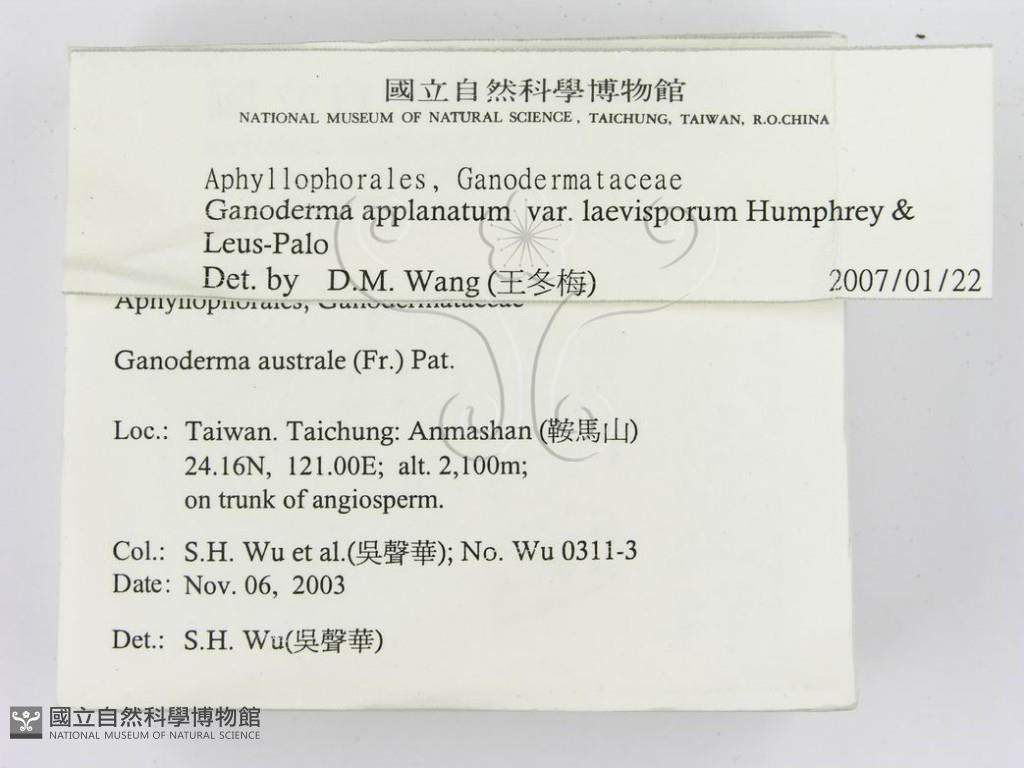 國立自然科學博物館
NATIONAL MUSEUM OF NATURAL SCIENCE, TAICHUNG, TAIWAN, R.O.CHINA
Aphyllophorales, Ganodermataceae
Ganoderma applanatum var. laevisporum Humphrey &
Leus-Palo
Det. by D.M. Wang (王冬梅) 2007/01/22
Aphyllophorales, Ganodermataceae
Ganoderma australe (Fr.) Pat.
Loc.: Taiwan. Taichung: Anmashan (鞍馬山)
24.16N, 121.00E; alt. 2,100m;
on trunk of angiosperm.
Col.: S.H. Wu et al.(吳聲華); No. Wu 0311-3
Date: Nov. 06, 2003
Det.: S.H. Wu(吳聲華)
國立自然科學博物館
NATIONAL MUSEUM OF NATURAL SCIENCE